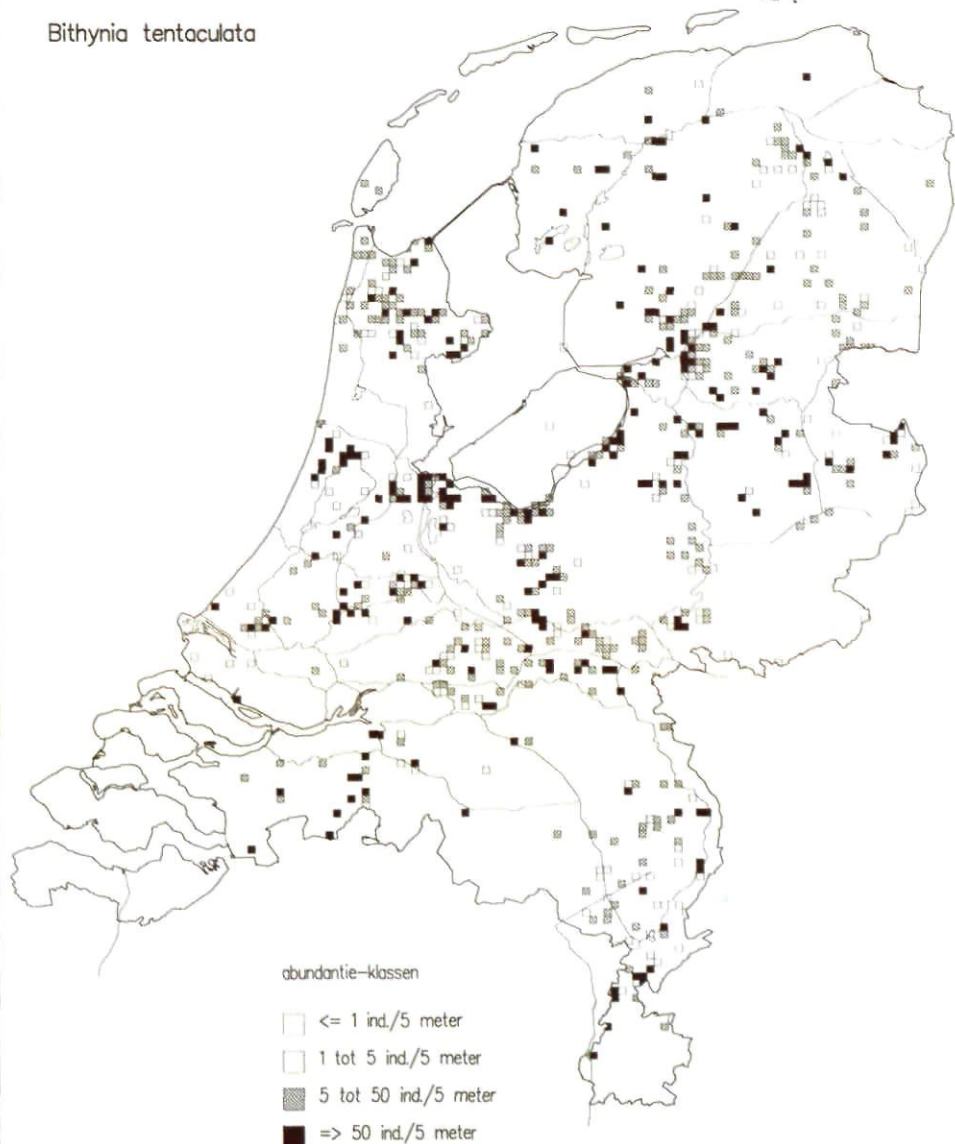 Bithynia tentaculata
abundantie-klassen
<= 1 ind./5 meter
1 tot 5 ind./5 meter
5 tot 50 ind./5 meter
=> 50 ind./5 meter